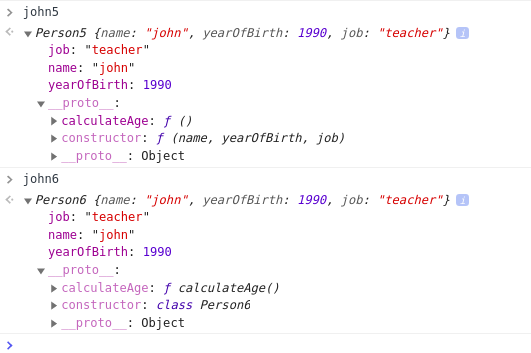 john5
Person5 {name: "john", yearOfBirth: 1990, job: "teacher"} i
job: "teacher"
name: "john"
yearOfBirth: 1990
__proto__:
calculateAge: ƒ ()
constructor: ƒ (name, yearOfBirth, job)
__proto__: Object
john6
Person6 {name: "john", yearOfBirth: 1990, job: "teacher"} i
job: "teacher"
name: "john"
yearOfBirth: 1990
__proto__:
calculateAge: ƒ calculateAge()
constructor: class Person6
__proto__: Object